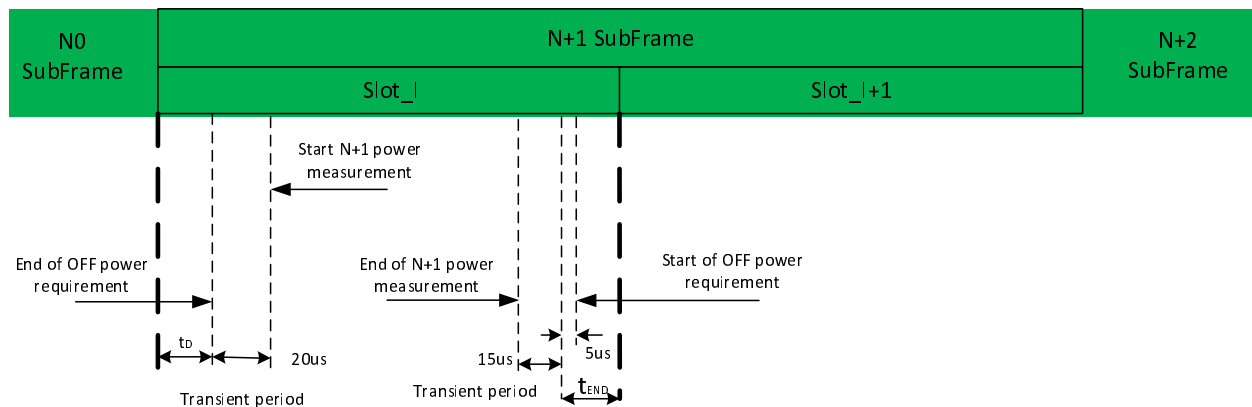 N0
SubFrame
N+1 SubFrame
N+2
SubFrame
Slot_I
Slot_I+1
Start N+1 power
measurement
End of OFF power
requirement
End of N+1 power
measurement
Start of OFF power
requirement
tD
20us
15us
5us
Transient period
Transient period
tEND